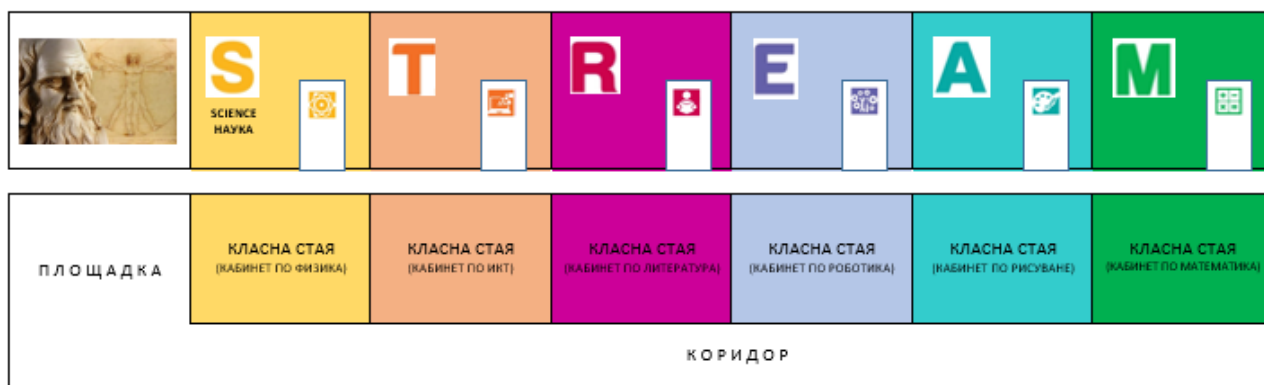 S T R E A M
SCIENCE
НАУКА
ПЛОЩАДКА
КЛАСНА СТАЯ
(КАБИНЕТ ПО ФИЗИКА)
КЛАСНА СТАЯ
(КАБИНЕТ ПО ИКТ)
КЛАСНА СТАЯ
(КАБИНЕТ ПО ЛИТЕРАТУРА)
КЛАСНА СТАЯ
(КАБИНЕТ ПО РОБОТИКА)
КЛАСНА СТАЯ
(КАБИНЕТ ПО РИСУВАНЕ)
КЛАСНА СТАЯ
(КАБИНЕТ ПО МАТЕМАТИКА)
КОРИДОР